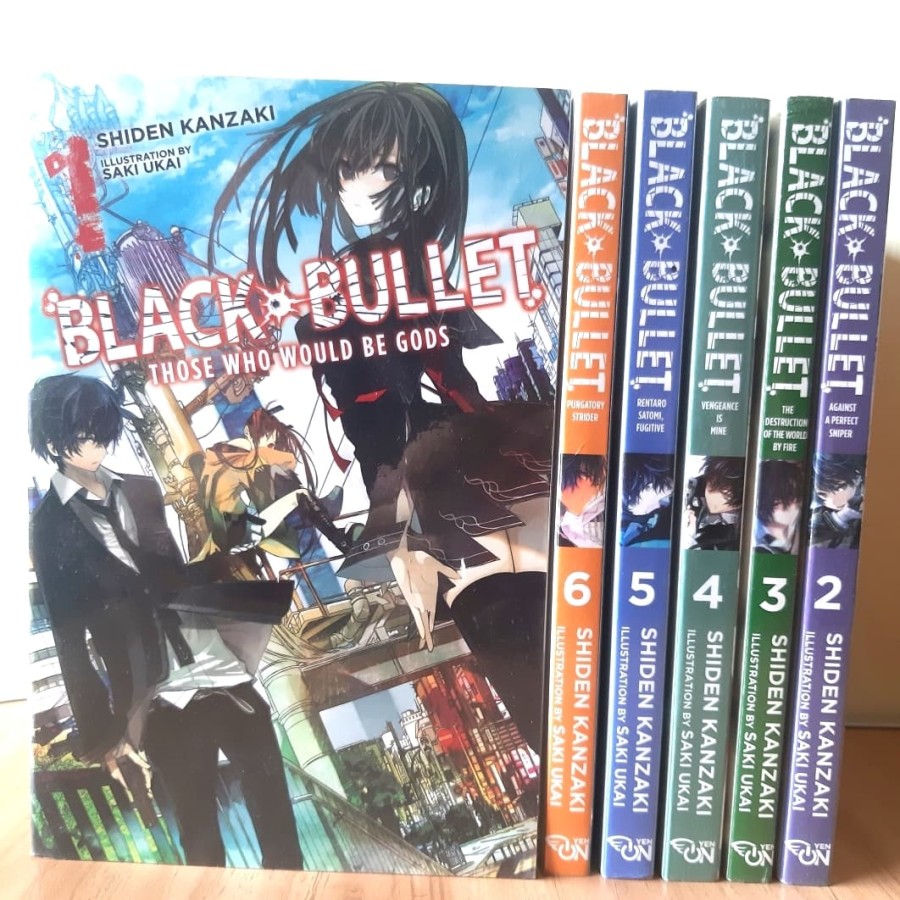 1
SHIDEN KANZAKI
ILLUSTRATION BY
SAKI UKAI
BLACK BULLET
THOSE WHO WOULD BE GODS
BLACK BULLET
PURGATORY
STRIDER
6
SHIDEN KANZAKI
ILLUSTRATION BY SAKI UKAI
YEN
ON
BLACK BULLET
RENTARO
SATOMI,
FUGITIVE
5
SHIDEN KANZAKI
ILLUSTRATION BY SAKI UKAI
YEN
ON
BLACK BULLET
VENGEANCE
IS
MINE
4
SHIDEN KANZAKI
ILLUSTRATION BY SAKI UKAI
YEN
ON
BLACK BULLET
THE
DESTRUCTION
OF THE WORLD
BY FIRE
3
SHIDEN KANZAKI
ILLUSTRATION BY SAKI UKAI
YEN
ON
BLACK BULLET
AGAINST
A PERFECT
SNIPER
2
SHIDEN KANZAKI
ILLUSTRATION BY SAKI UKAI
YEN
ON